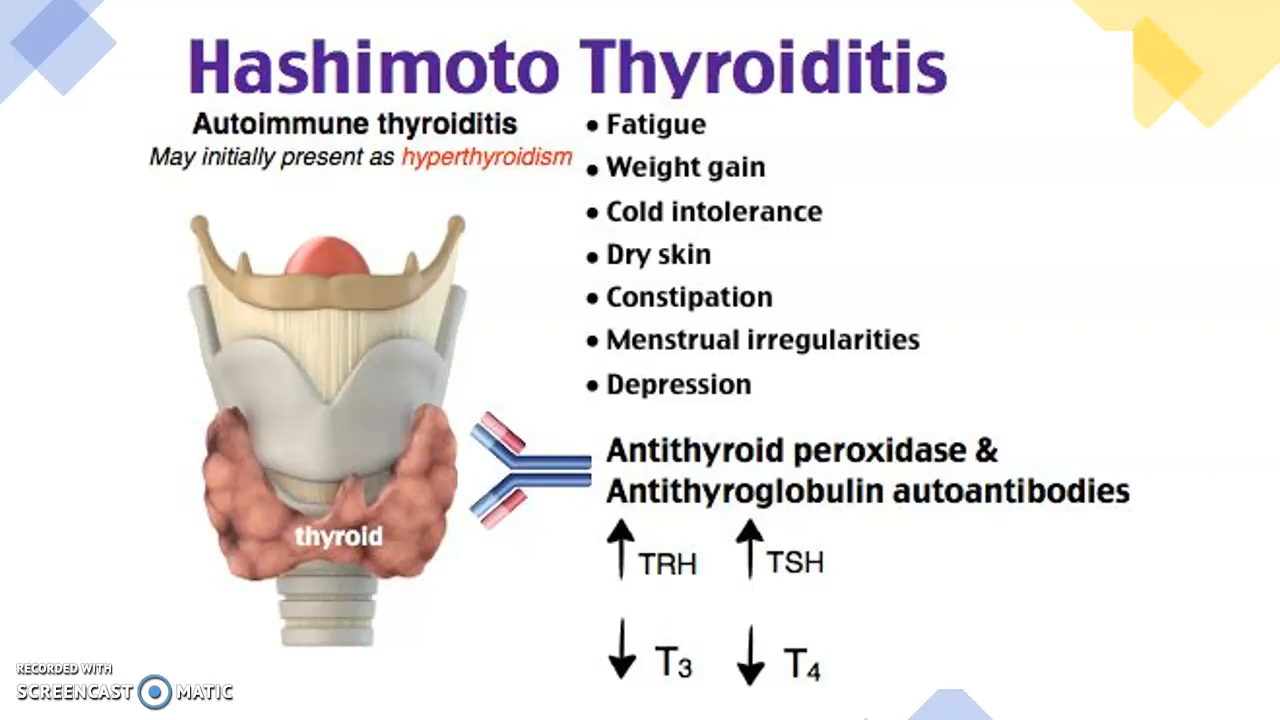 Hashimoto Thyroiditis
Autoimmune thyroiditis
May initially present as hyperthyroidism
• Fatigue
• Weight gain
• Cold intolerance
• Dry skin
• Constipation
• Menstrual irregularities
• Depression
thyroid
Antithyroid peroxidase &
Antithyroglobulin autoantibodies
↑ TRH ↑ TSH
↓ T₃ ↓ T₄
RECORDED WITH
SCREENCAST MATIC